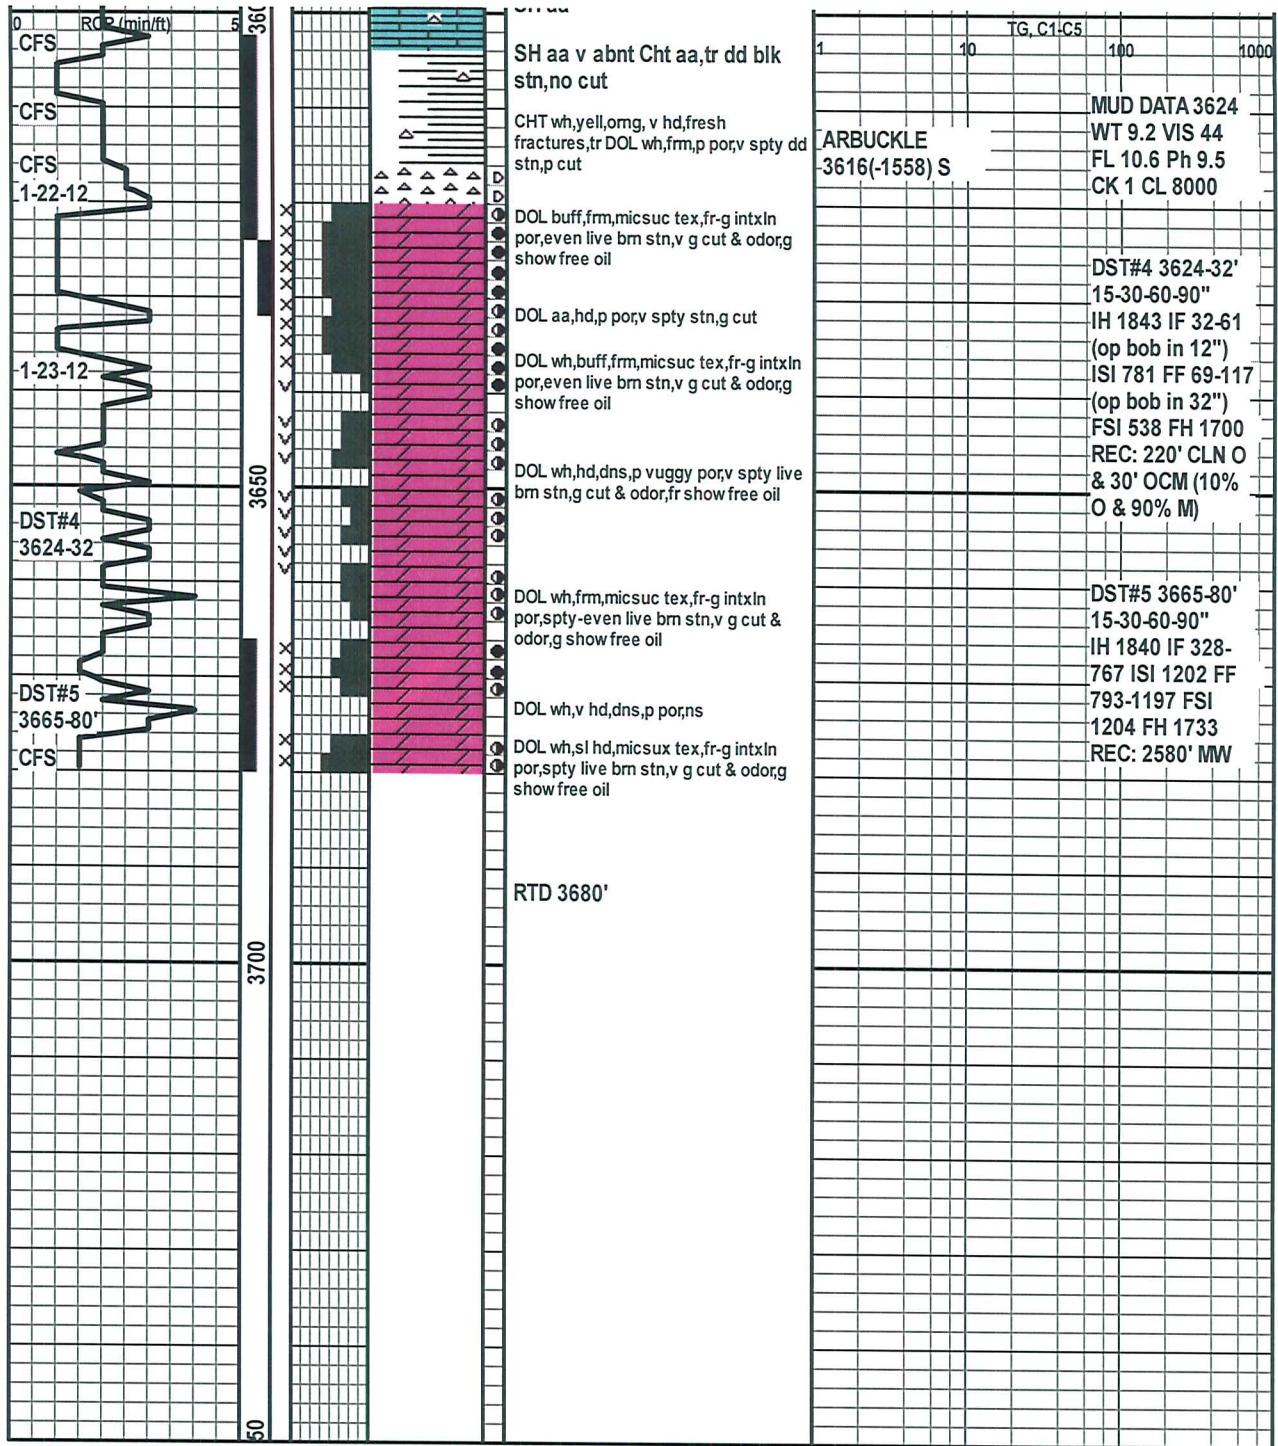 0 ROP (min/ft) 5
CFS
CFS
CFS
1-22-12
1-23-12
DST#4
3624-32
DST#5
3665-80'
CFS
3650
3700
50
SH aa v abnt Cht aa,tr dd blk
stn,no cut
CHT wh,yell,orng, v hd,fresh
fractures,tr DOL wh,frm,p por,v spty dd
stn,p cut
DOL buff,frm,micsuc tex,fr-g intxln
por,even live brn stn,v g cut & odor,g
show free oil
DOL aa,hd,p por,v spty stn,g cut
DOL wh,buff,frm,micsuc tex,fr-g intxln
por,even live brn stn,v g cut & odor,g
show free oil
DOL wh,hd,dns,p vuggy por,v spty live
brn stn,g cut & odor,fr show free oil
DOL wh,frm,micsuc tex,fr-g intxln
por,spty-even live brn stn,v g cut &
odor,g show free oil
DOL wh,v hd,dns,p por,ns
DOL wh,sl hd,micsux tex,fr-g intxln
por,spty live brn stn,v g cut & odor,g
show free oil
RTD 3680'
TG, C1-C5
1 10 100 1000
ARBUCKLE
3616(-1558) S
MUD DATA 3624
WT 9.2 VIS 44
FL 10.6 Ph 9.5
CK 1 CL 8000
DST#4 3624-32'
15-30-60-90"
IH 1843 IF 32-61
(op bob in 12")
ISI 781 FF 69-117
(op bob in 32")
FSI 538 FH 1700
REC: 220' CLN O
& 30' OCM (10%
O & 90% M)
DST#5 3665-80'
15-30-60-90"
IH 1840 IF 328-
767 ISI 1202 FF
793-1197 FSI
1204 FH 1733
REC: 2580' MW